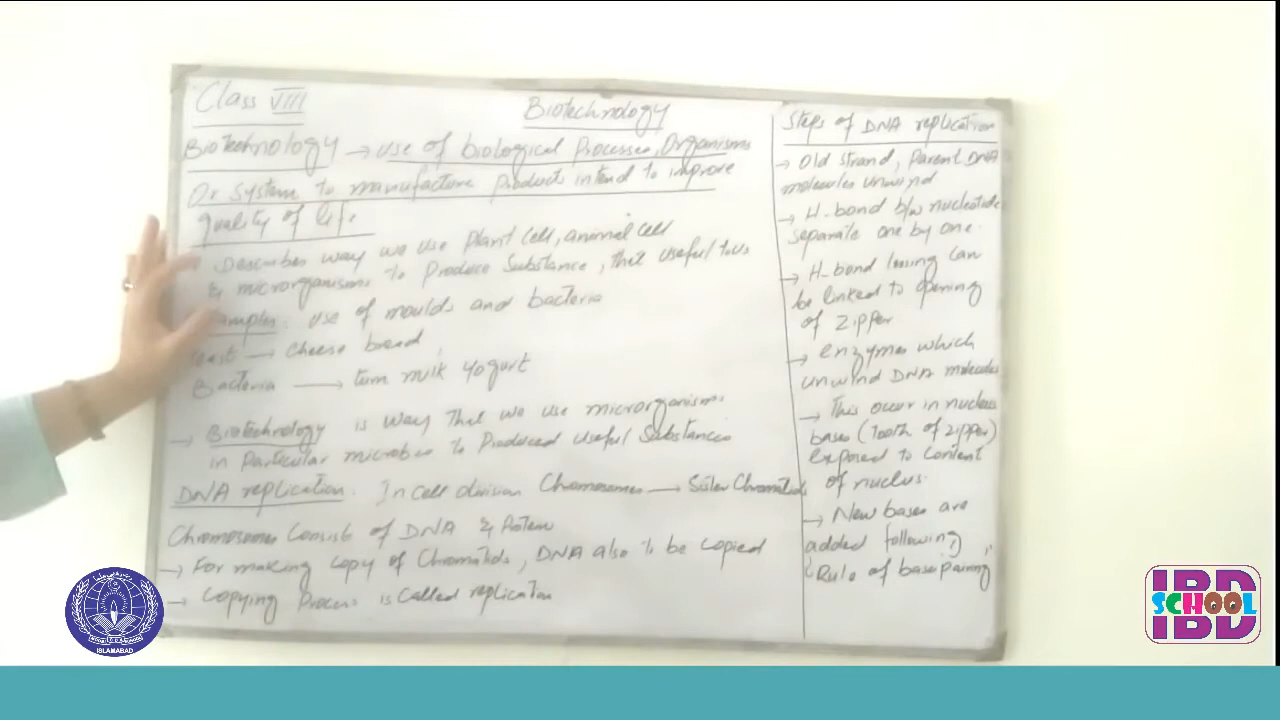 Class VIII
Biotechnology
Biotechnology → Use of biological Processes, Organisms
Or System to manufacture Products intend to improve
quality of life
Describes way we use Plant Cell, animal cell
& microorganisms to Produce Substance, that useful to us
use of moulds and bacteria
→ Cheese bread
Bacteria → turn milk Yogurt
→ Biotechnology is way that we use microorganisms
in Particular microbes to Produced useful Substances
DNA replication. In cell division Chromosomes → Sister Chromatids
Chromosomes Consist of DNA & Protein
→ For making copy of Chromatids, DNA also to be copied
→ Copying Process is called replication
Steps of DNA replication
→ Old strand, Parent DNA
molecules unwind
→ H-bond b/w nucleotide
separate one by one.
→ H-bond loosing can
be linked to opening
of Zipper
→ enzymes which
unwind DNA molecules
→ This occur in nucleus
bases (Tooth of Zipper)
exposed to Content
of nucleus.
→ New bases are
added following
Rule of base pairing
ISLAMABAD
IBD
SCHOOL
IBD